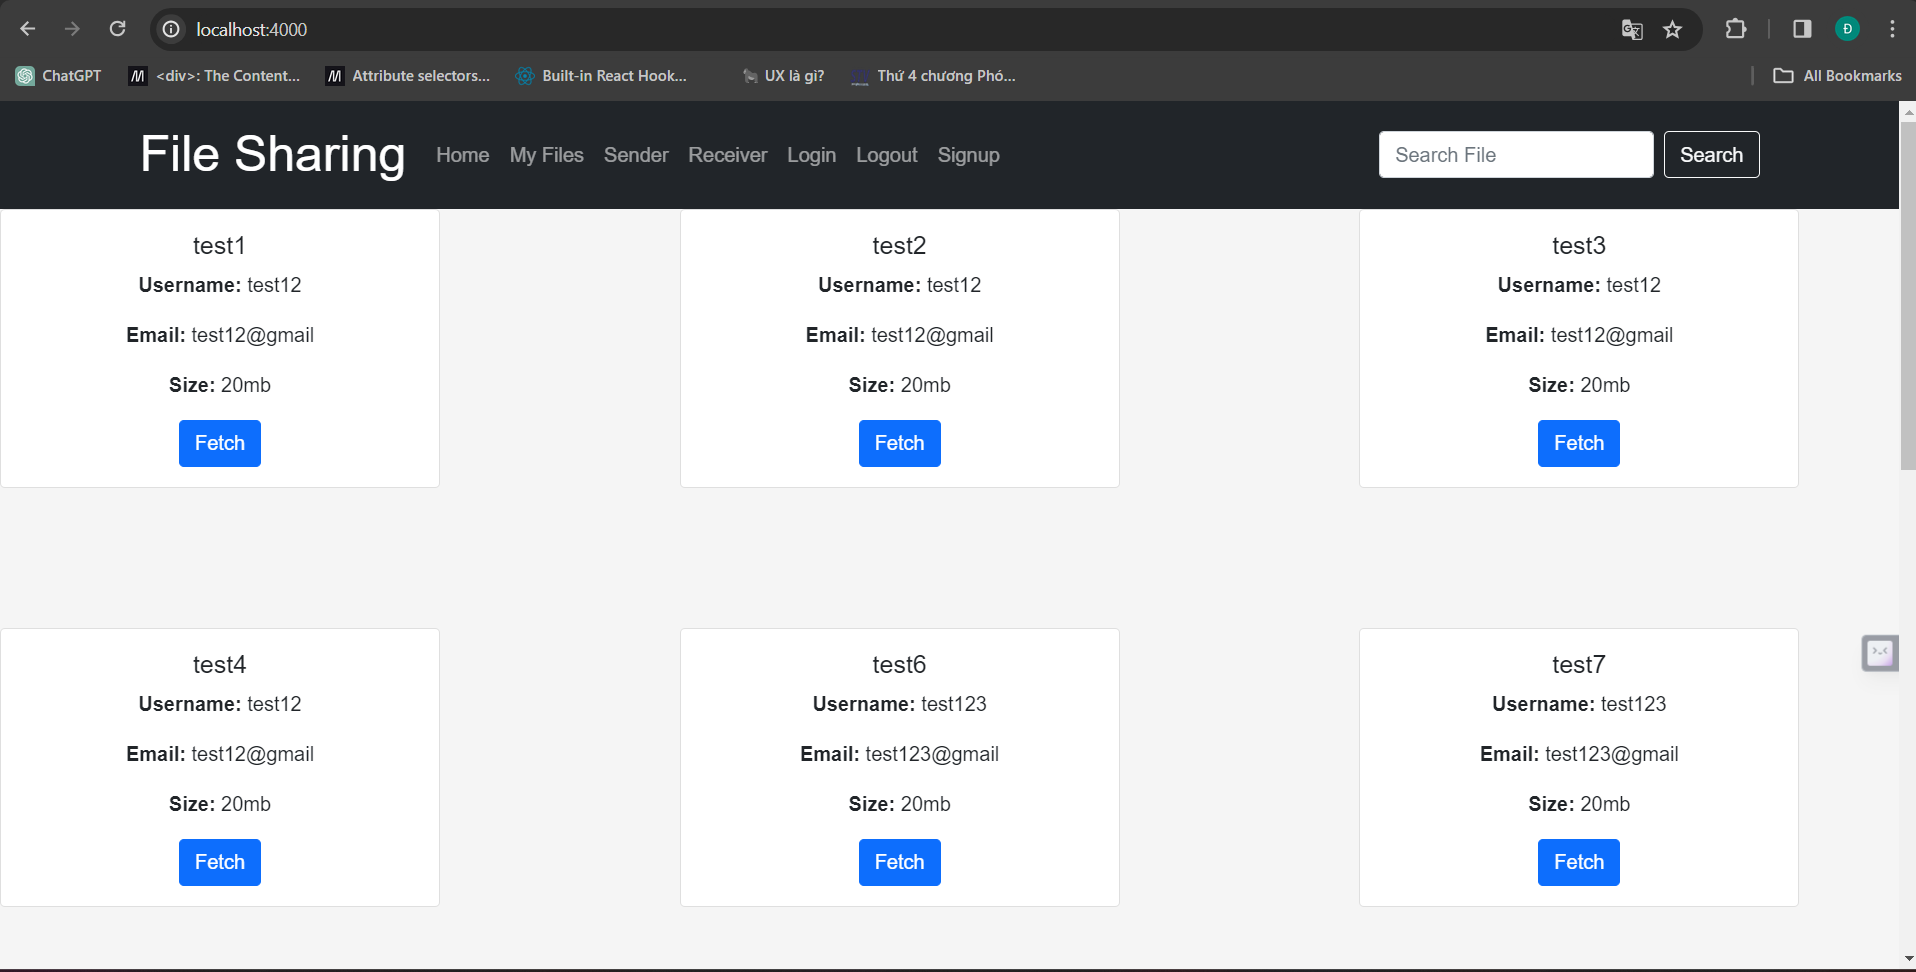 localhost:4000
Đ
ChatGPT
<div>: The Content...
Attribute selectors...
Built-in React Hook...
UX là gì?
Thứ 4 chương Phó...
All Bookmarks
File Sharing
Home
My Files
Sender
Receiver
Login
Logout
Signup
Search File
Search
test1
Username: test12
Email: test12@gmail
Size: 20mb
Fetch
test2
Username: test12
Email: test12@gmail
Size: 20mb
Fetch
test3
Username: test12
Email: test12@gmail
Size: 20mb
Fetch
test4
Username: test12
Email: test12@gmail
Size: 20mb
Fetch
test6
Username: test123
Email: test123@gmail
Size: 20mb
Fetch
test7
Username: test123
Email: test123@gmail
Size: 20mb
Fetch